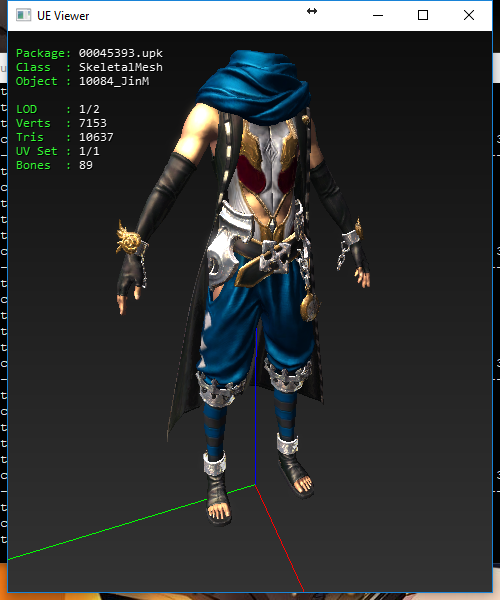 UE Viewer
Package: 00045393.upk
Class  : SkeletalMesh
Object : 10084_JinM
LOD    : 1/2
Verts  : 7153
Tris   : 10637
UV Set : 1/1
Bones  : 89